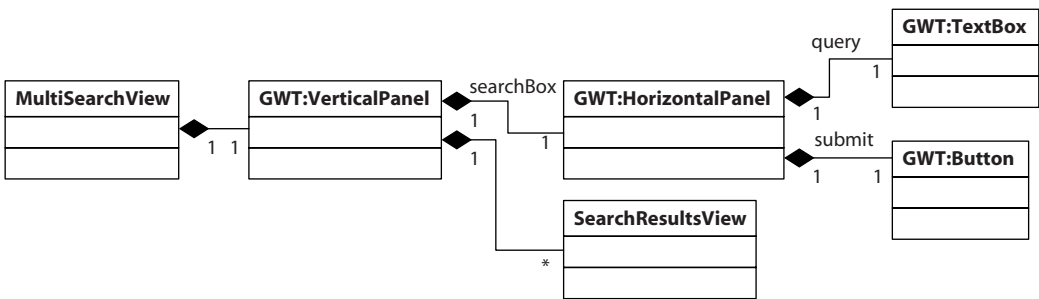 GWT:TextBox
query
1
1
MultiSearchView
GWT:VerticalPanel
searchBox
GWT:HorizontalPanel
1
1
1
1
1
submit
GWT:Button
1
1
1
SearchResultsView
*